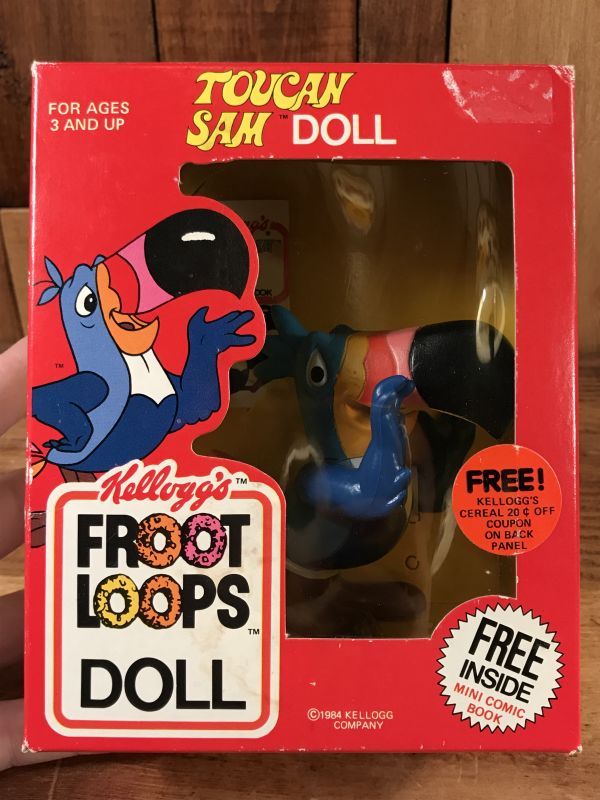 FOR AGES
3 AND UP
TOUCAN
SAM™ DOLL
TM
Kellogg's™
FROOT
LOOPS™
DOLL
FREE!
KELLOGG'S
CEREAL 20 ¢ OFF
COUPON
ON BACK
PANEL
FREE
INSIDE
MINI COMIC
BOOK
©1984 KELLOGG
COMPANY